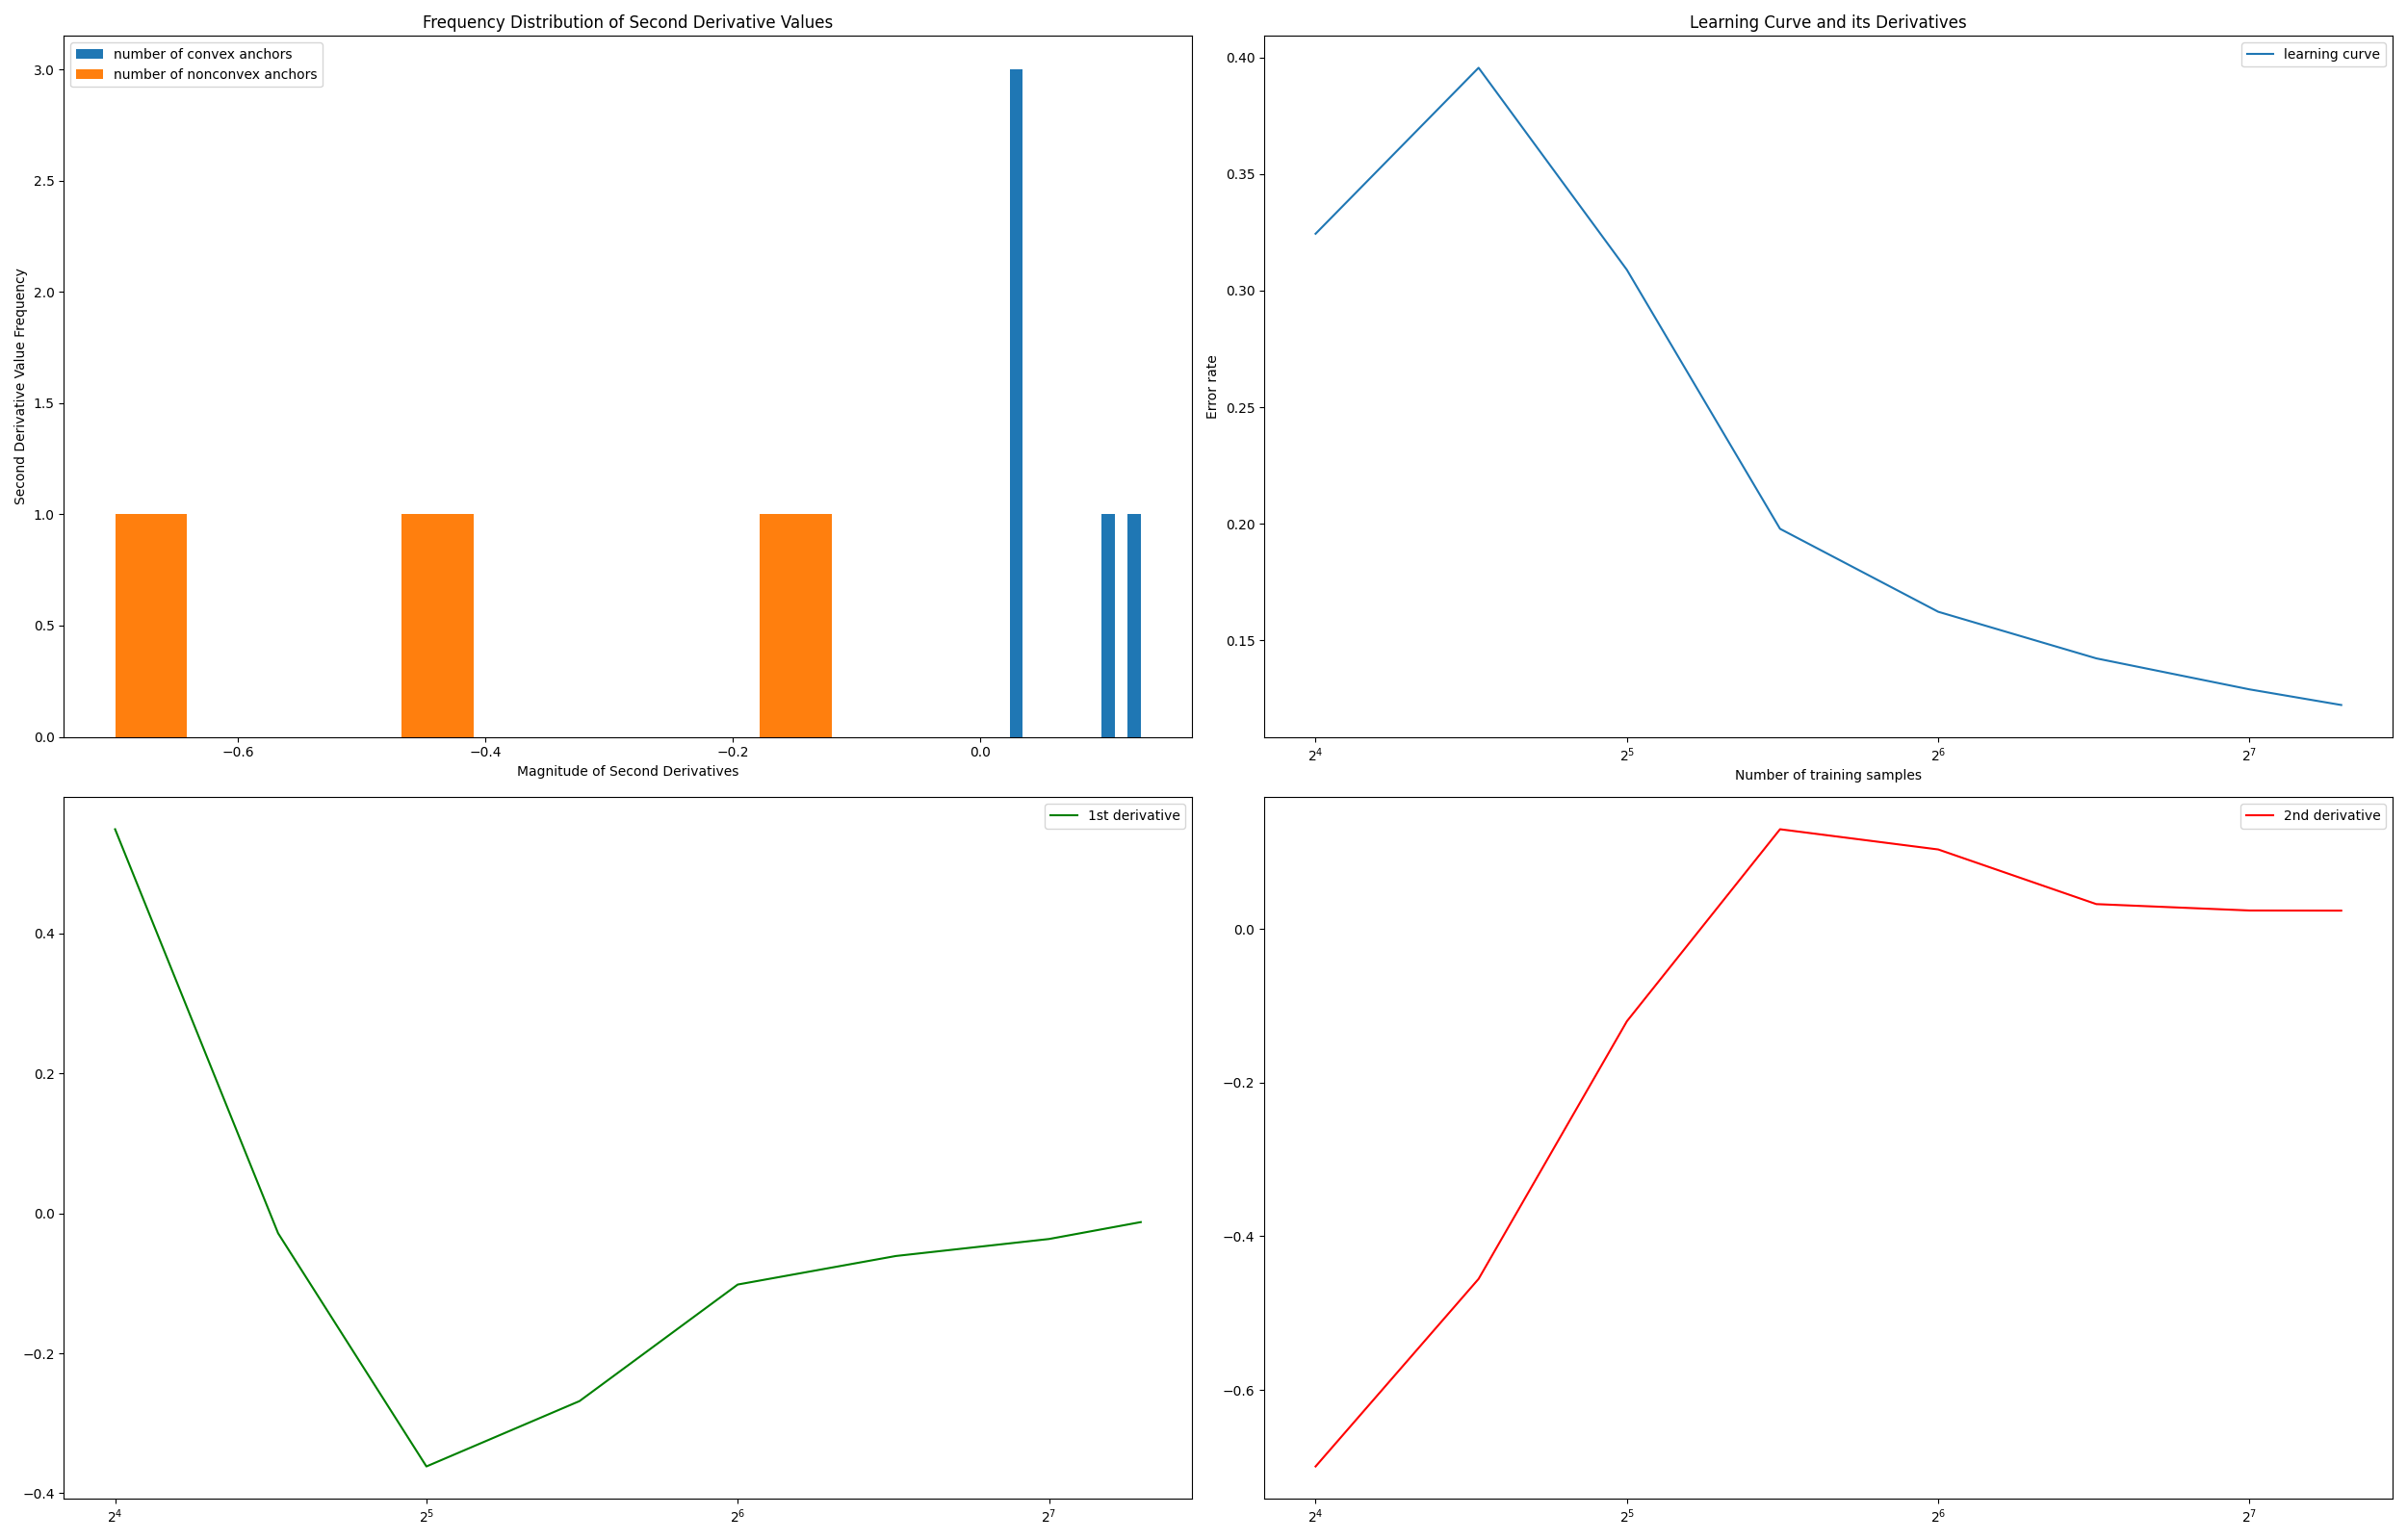 Frequency Distribution of Second Derivative Values
number of convex anchors
number of nonconvex anchors
3.0
2.5
2.0
1.5
1.0
0.5
0.0
Second Derivative Value Frequency
−0.6 −0.4 −0.2 0.0
Magnitude of Second Derivatives
Learning Curve and its Derivatives
learning curve
0.40
0.35
0.30
0.25
0.20
0.15
Error rate
2⁴ 2⁵ 2⁶ 2⁷
Number of training samples
1st derivative
0.4
0.2
0.0
−0.2
−0.4
2⁴ 2⁵ 2⁶ 2⁷
2nd derivative
0.0
−0.2
−0.4
−0.6
2⁴ 2⁵ 2⁶ 2⁷